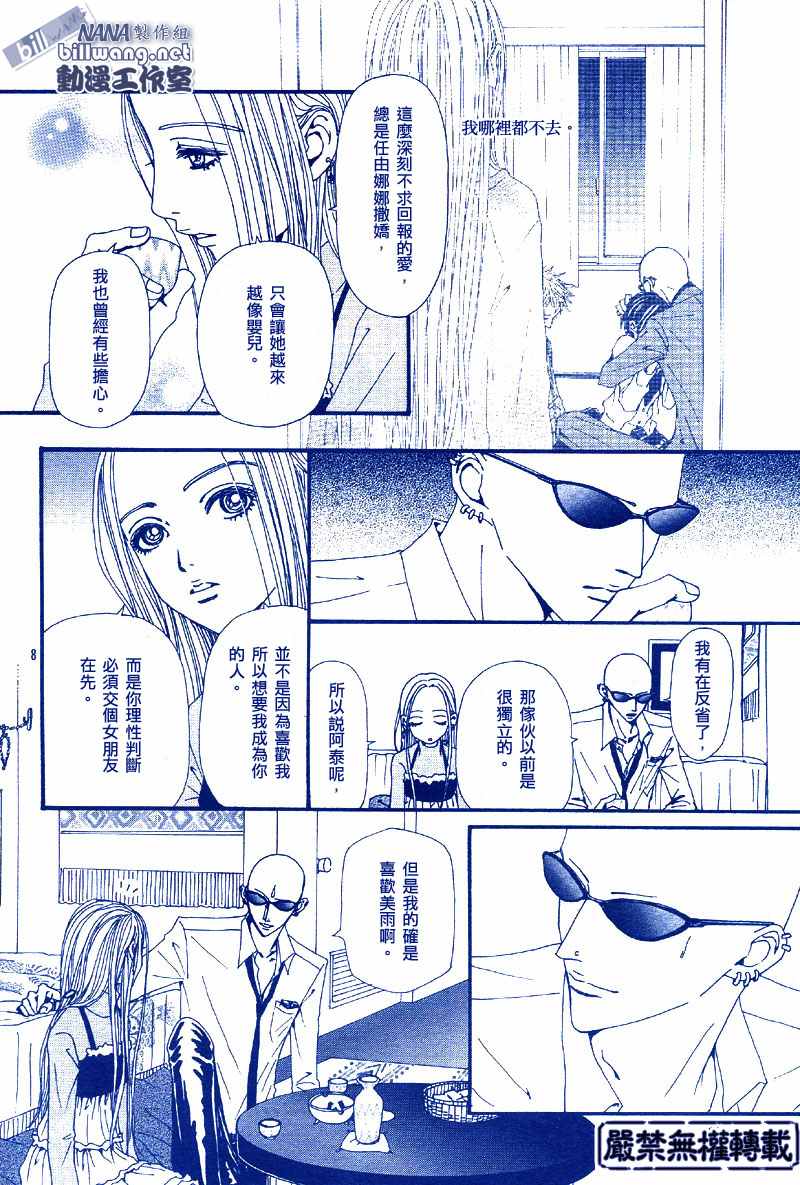 bill wang
NANA製作組
billwang.net
動漫工作室
我哪裡都不去。
這麼深刻不求回報的愛，
總是任由娜娜撒嬌，
只會讓她越來
越像嬰兒。
我也曾經有些擔心。
我有在反省了，
那傢伙以前是
很獨立的。
所以說阿泰呢，
並不是因為喜歡我
所以想要我成為你
的人。
而是你理性判斷
必須交個女朋友
在先。
8
但是我的確是
喜歡美雨啊。
嚴禁無權轉載